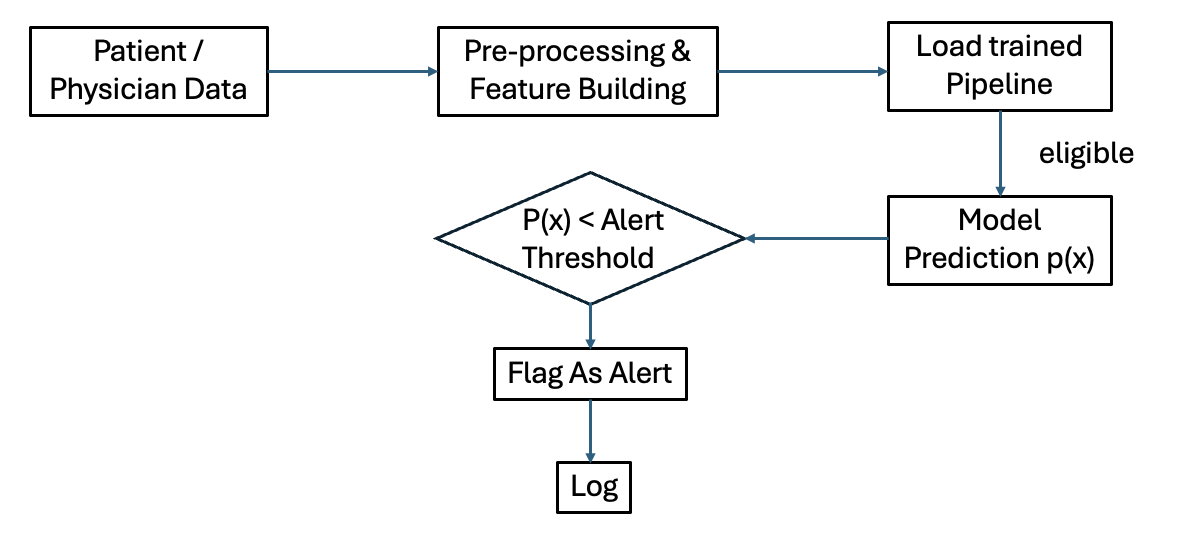 Patient /
Physician Data
Pre-processing &
Feature Building
Load trained
Pipeline
eligible
Model
Prediction p(x)
P(x) < Alert
Threshold
Flag As Alert
Log